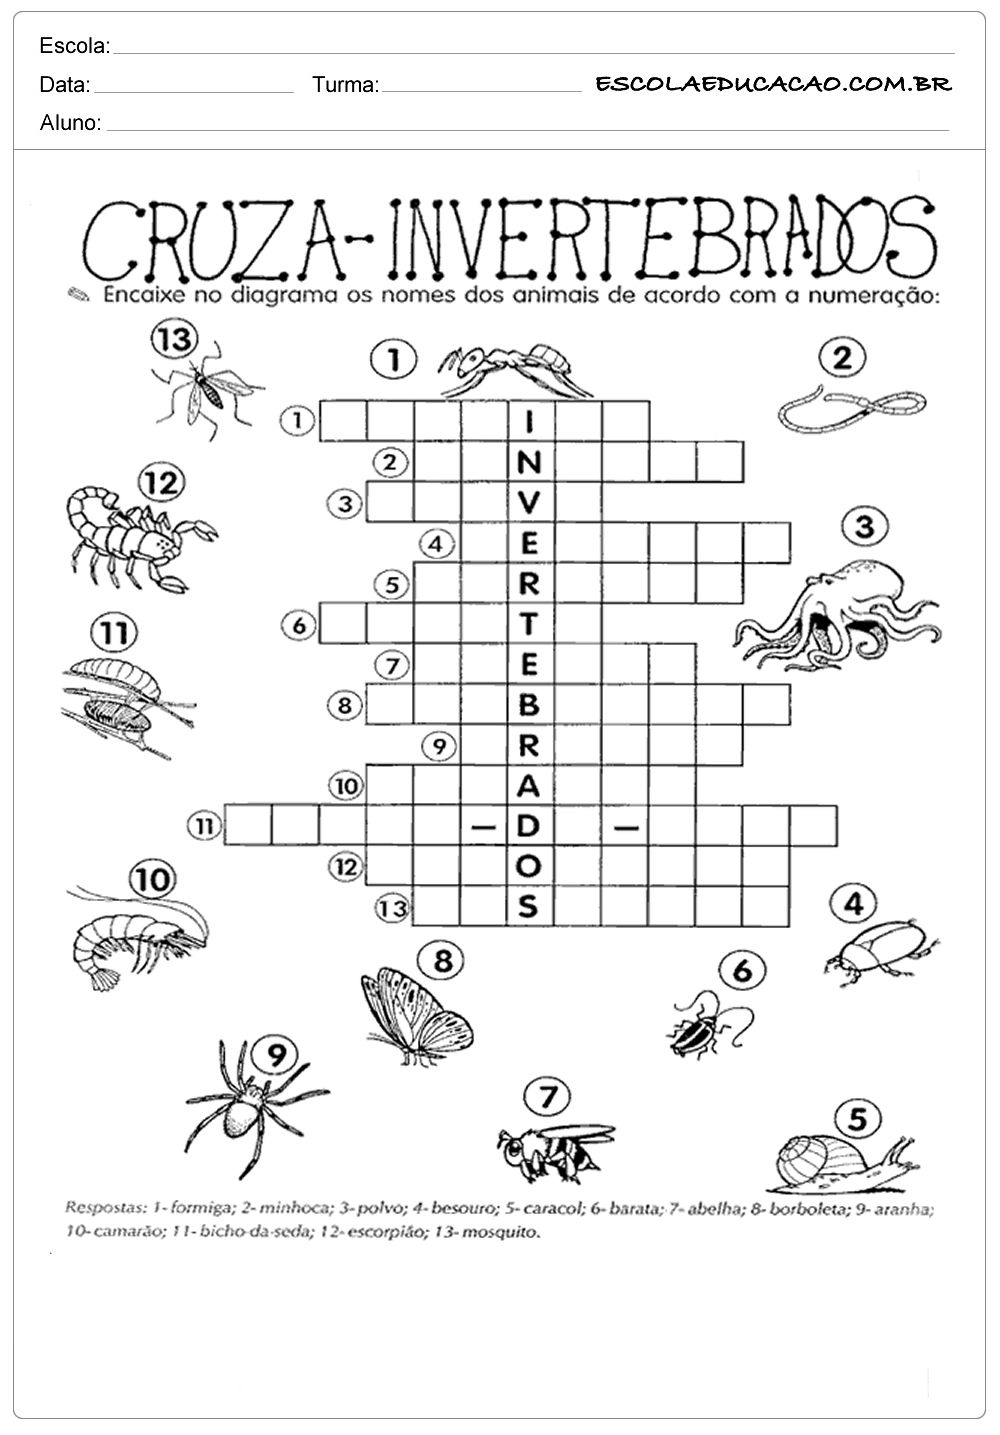 Escola:
Data: Turma: ESCOLAEDUCACAO.COM.BR
Aluno:
CRUZA-INVERTEBRADOS
Encaixe no diagrama os nomes dos animais de acordo com a numeração:
13
1
2
1 I
2 N
12
3 V
3
4 E
5 R
11
6 T
7 E
8 B
9 R
10 A
11 – D –
12 O
10
13 S
4
8
6
9
7
5
Respostas: 1- formiga; 2- minhoca; 3- polvo; 4- besouro; 5- caracol; 6- barata; 7- abelha; 8- borboleta; 9- aranha;
10- camarão; 11- bicho-da-seda; 12- escorpião; 13- mosquito.